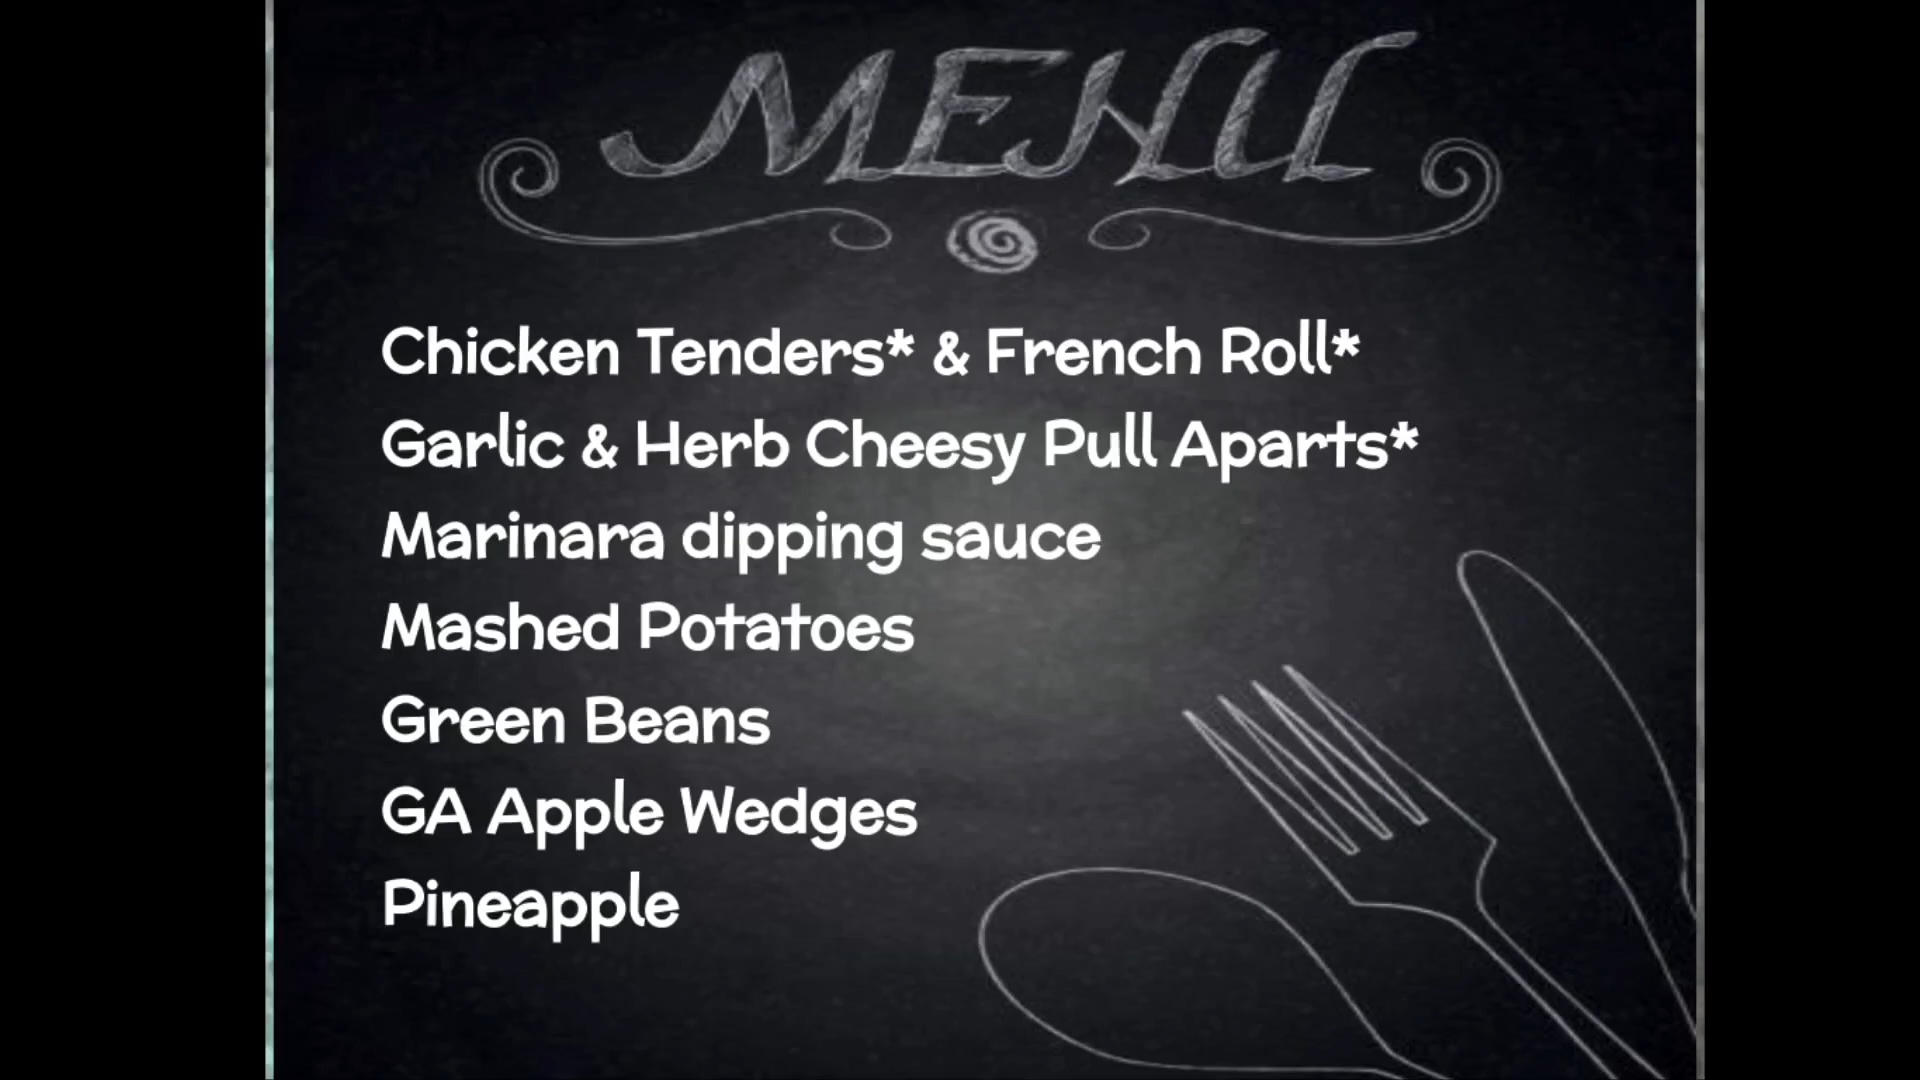 MENU
Chicken Tenders* & French Roll*
Garlic & Herb Cheesy Pull Aparts*
Marinara dipping sauce
Mashed Potatoes
Green Beans
GA Apple Wedges
Pineapple